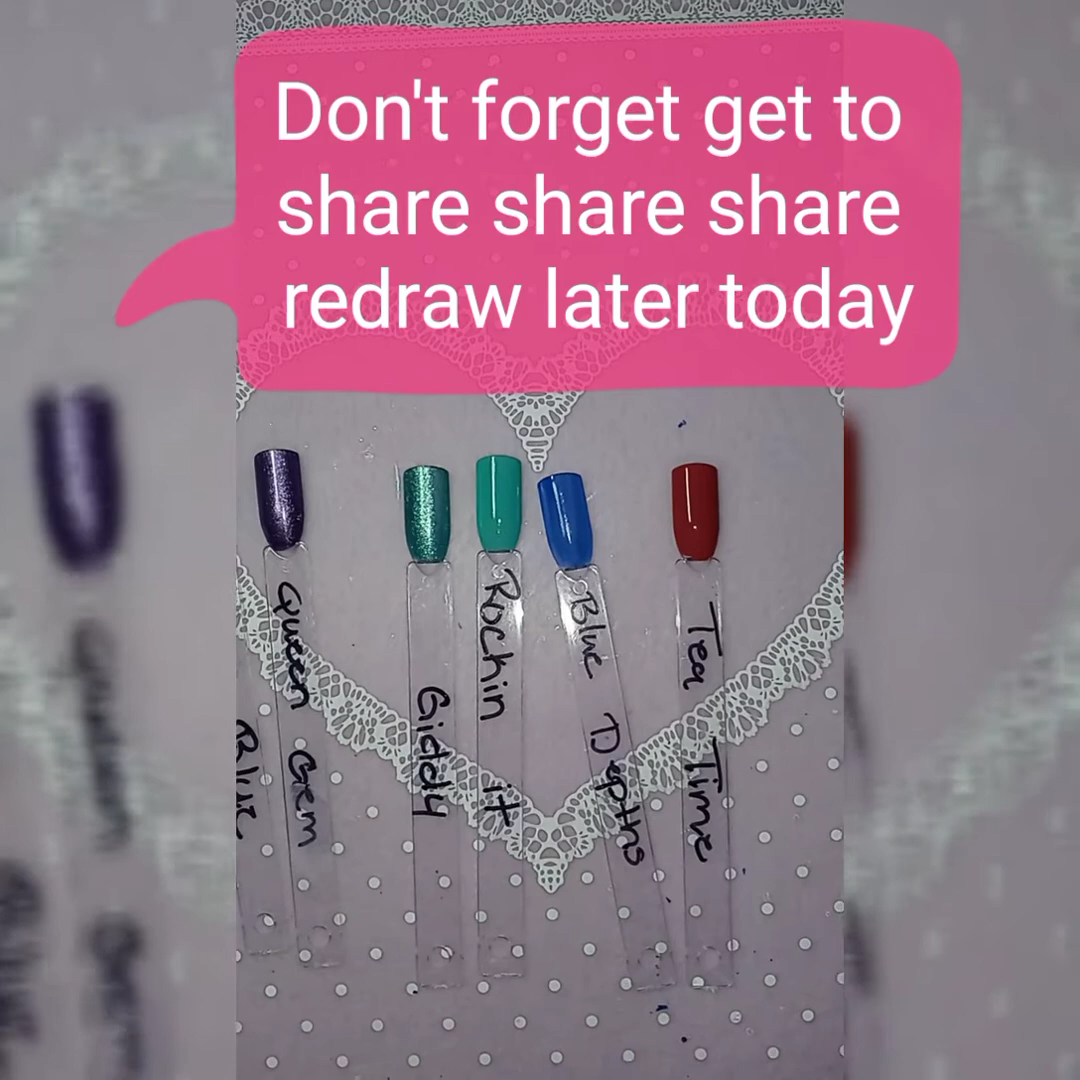 Don't forget get to
share share share
redraw later today
Queen Gem
Blue
Giddy
Rockin it
Blue Depths
Tea Time